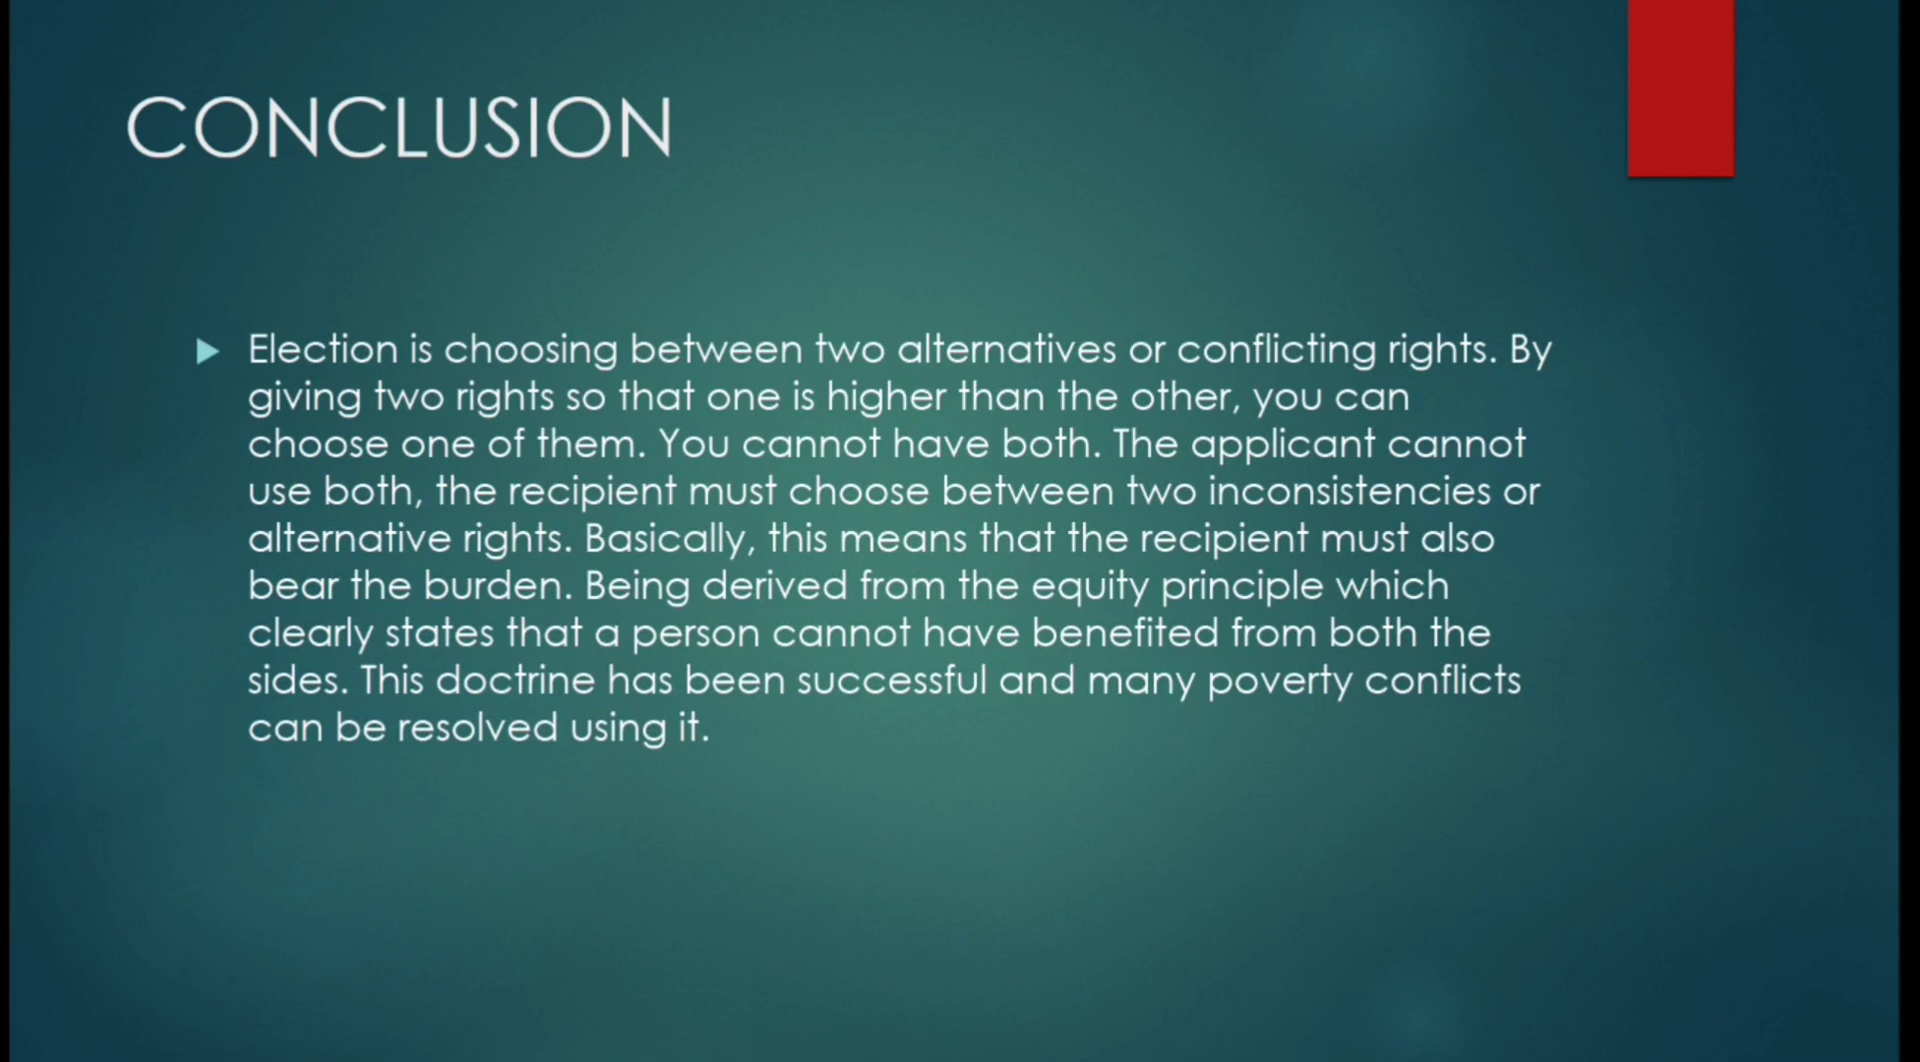 CONCLUSION
Election is choosing between two alternatives or conflicting rights. By
giving two rights so that one is higher than the other, you can
choose one of them. You cannot have both. The applicant cannot
use both, the recipient must choose between two inconsistencies or
alternative rights. Basically, this means that the recipient must also
bear the burden. Being derived from the equity principle which
clearly states that a person cannot have benefited from both the
sides. This doctrine has been successful and many poverty conflicts
can be resolved using it.